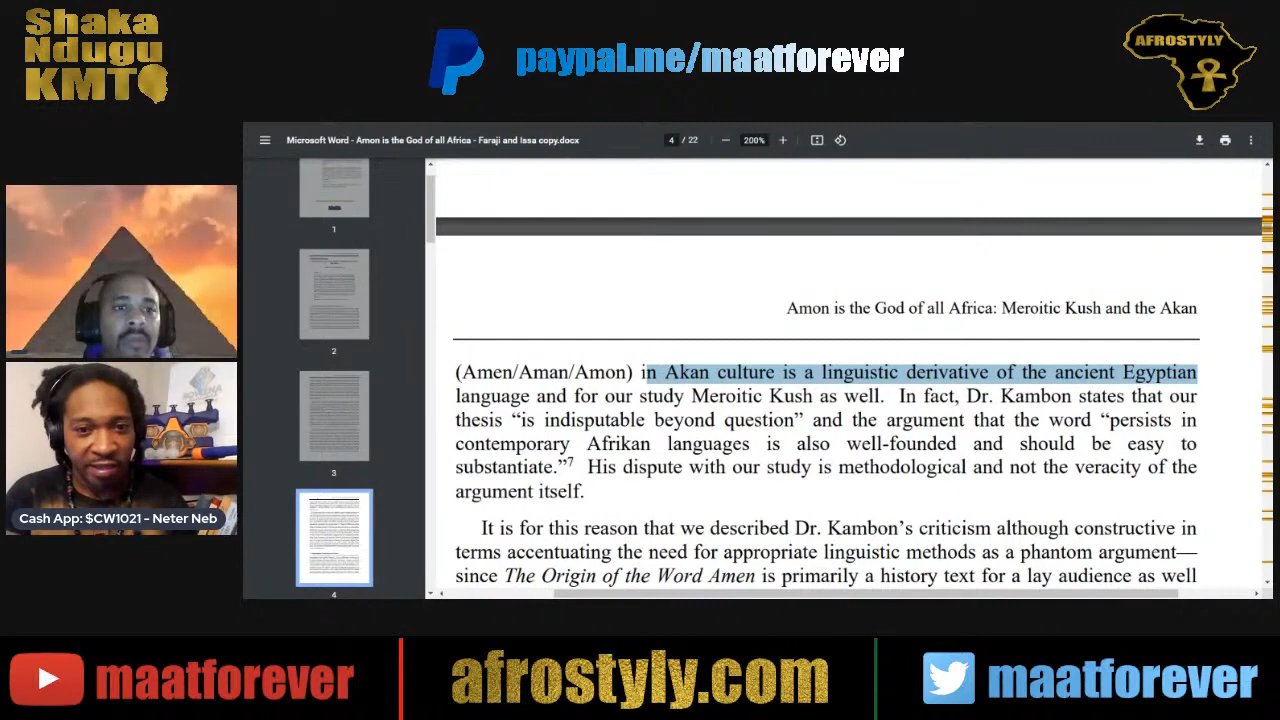 Shaka
Ndugu
KMT
paypal.me/maatforever
AFROSTYLY
Microsoft Word - Amon is the God of all Africa - Faraji and Issa copy.docx
4 / 22
200%
1
2
3
4
Amon is the God of all Africa: Meroitic Kush and the Akan
(Amen/Aman/Amon) in Akan culture is a linguistic derivative of the ancient Egyptian
language and for our study Meroitic Kush as well. In fact, Dr. Kambon states that our
thesis “is indisputable beyond question” and the argument that the word “persists in
contemporary Afrikan languages is also well-founded and should be easy to
substantiate.”7 His dispute with our study is methodological and not the veracity of the
argument itself.
It is for this reason that we described Dr. Kambon’s criticism although constructive in
terms accentuating the need for appropriate linguistic methods as a phantom argument—
since The Origin of the Word Amen is primarily a history text for a lay audience as well
Cash App: $CW1021 - Neter Neb
maatforever
afrostyly.com
maatforever